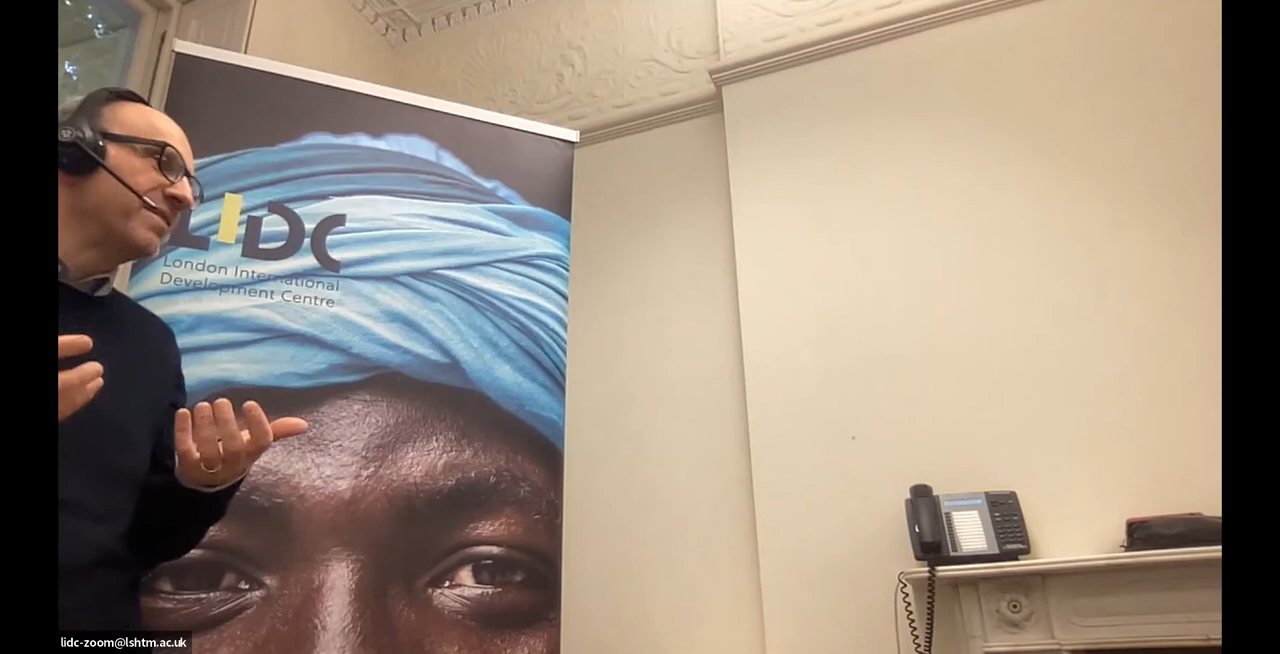 LIDC
London International
Development Centre
lidc-zoom@lshtm.ac.uk